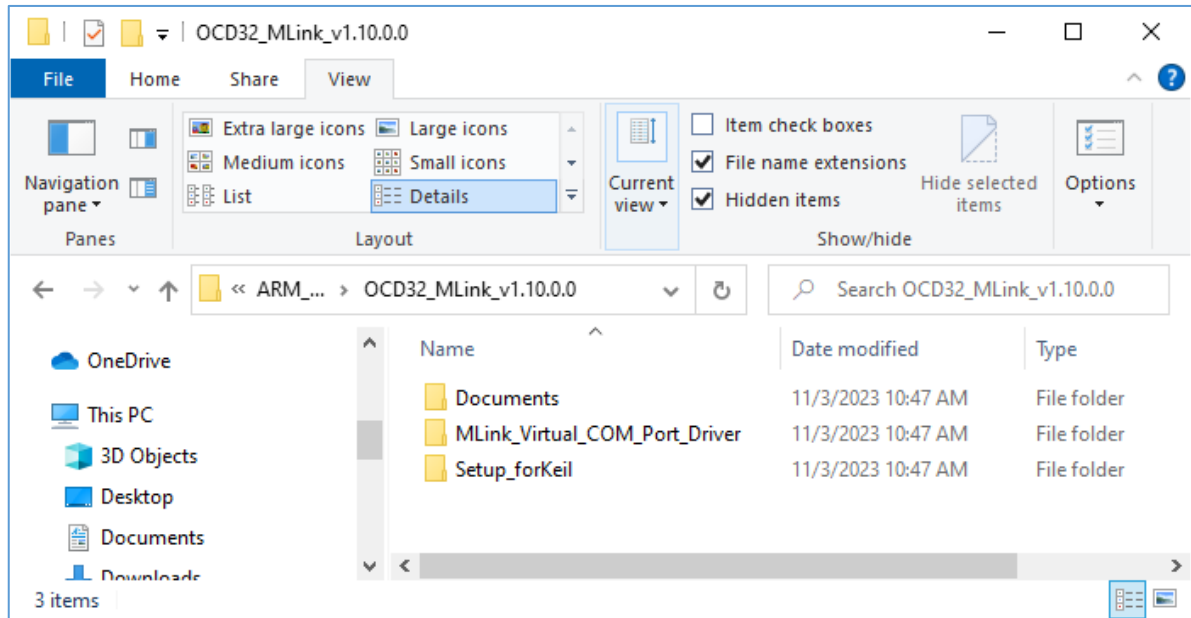 OCD32_MLink_v1.10.0.0
File Home Share View
Extra large icons Large icons
Medium icons Small icons
List Details
Navigation pane
Panes
Layout
Current view
Item check boxes
File name extensions
Hidden items
Hide selected items
Show/hide
Options
« ARM_... › OCD32_MLink_v1.10.0.0
Search OCD32_MLink_v1.10.0.0
OneDrive
This PC
3D Objects
Desktop
Documents
Downloads
Name Date modified Type
Documents 11/3/2023 10:47 AM File folder
MLink_Virtual_COM_Port_Driver 11/3/2023 10:47 AM File folder
Setup_forKeil 11/3/2023 10:47 AM File folder
3 items